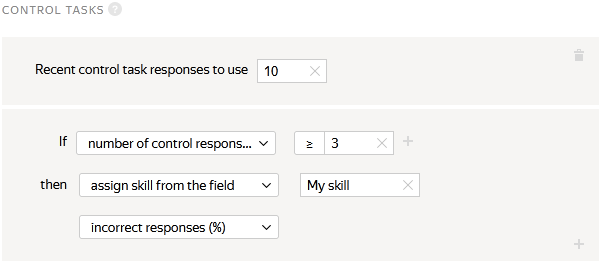 CONTROL TASKS ?
Recent control task responses to use 10
If number of control respons... ≥ 3
then assign skill from the field My skill
incorrect responses (%)